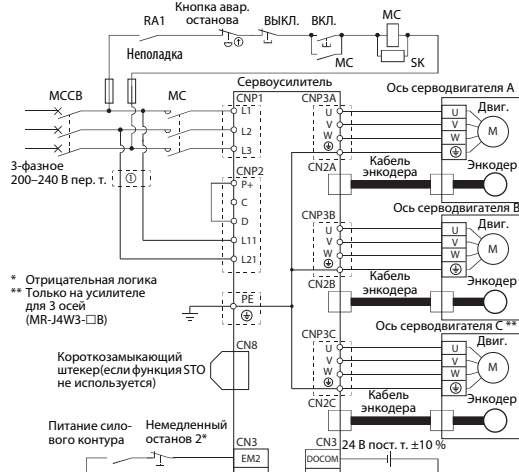 Кнопка авар.
останова
ВЫКЛ.
ВКЛ.
MC
RA1
Неполадка
MC
SK
Сервоусилитель
Ось серводвигателя A
MCCB
MC
CNP1
L1
L2
L3
CNP3A
U
V
W
U
V
W
Двиг.
M
3-фазное
200–240 В пер. т.
①
CNP2
P+
C
D
L11
L21
CN2A
Кабель
энкодера
Энкодер
Ось серводвигателя B
CNP3B
U
V
W
U
V
W
Двиг.
M
CN2B
Кабель
энкодера
Энкодер
* Отрицательная логика
** Только на усилителе
для 3 осей
(MR-J4W3-□B)
PE
Ось серводвигателя C **
CNP3C
U
V
W
U
V
W
Двиг.
M
CN8
Короткозамыкающий
штекер(если функция STO
не используется)
CN2C
Кабель
энкодера
Энкодер
Питание сило-
вого контура
Немедленный
останов 2*
CN3
EM2
CN3
DOCOM
24 В пост. т. ±10 %